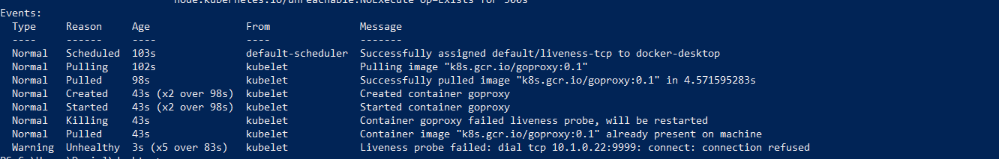 node.kubernetes.io/unreachable:NoExecute op=Exists for 300s
Events:
  Type     Reason     Age                From               Message
  ----     ------     ----               ----               -------
  Normal   Scheduled  103s               default-scheduler  Successfully assigned default/liveness-tcp to docker-desktop
  Normal   Pulling    102s               kubelet            Pulling image "k8s.gcr.io/goproxy:0.1"
  Normal   Pulled     98s                kubelet            Successfully pulled image "k8s.gcr.io/goproxy:0.1" in 4.571595283s
  Normal   Created    43s (x2 over 98s)  kubelet            Created container goproxy
  Normal   Started    43s (x2 over 98s)  kubelet            Started container goproxy
  Normal   Killing    43s                kubelet            Container goproxy failed liveness probe, will be restarted
  Normal   Pulled     43s                kubelet            Container image "k8s.gcr.io/goproxy:0.1" already present on machine
  Warning  Unhealthy  3s (x5 over 83s)   kubelet            Liveness probe failed: dial tcp 10.1.0.22:9999: connect: connection refused